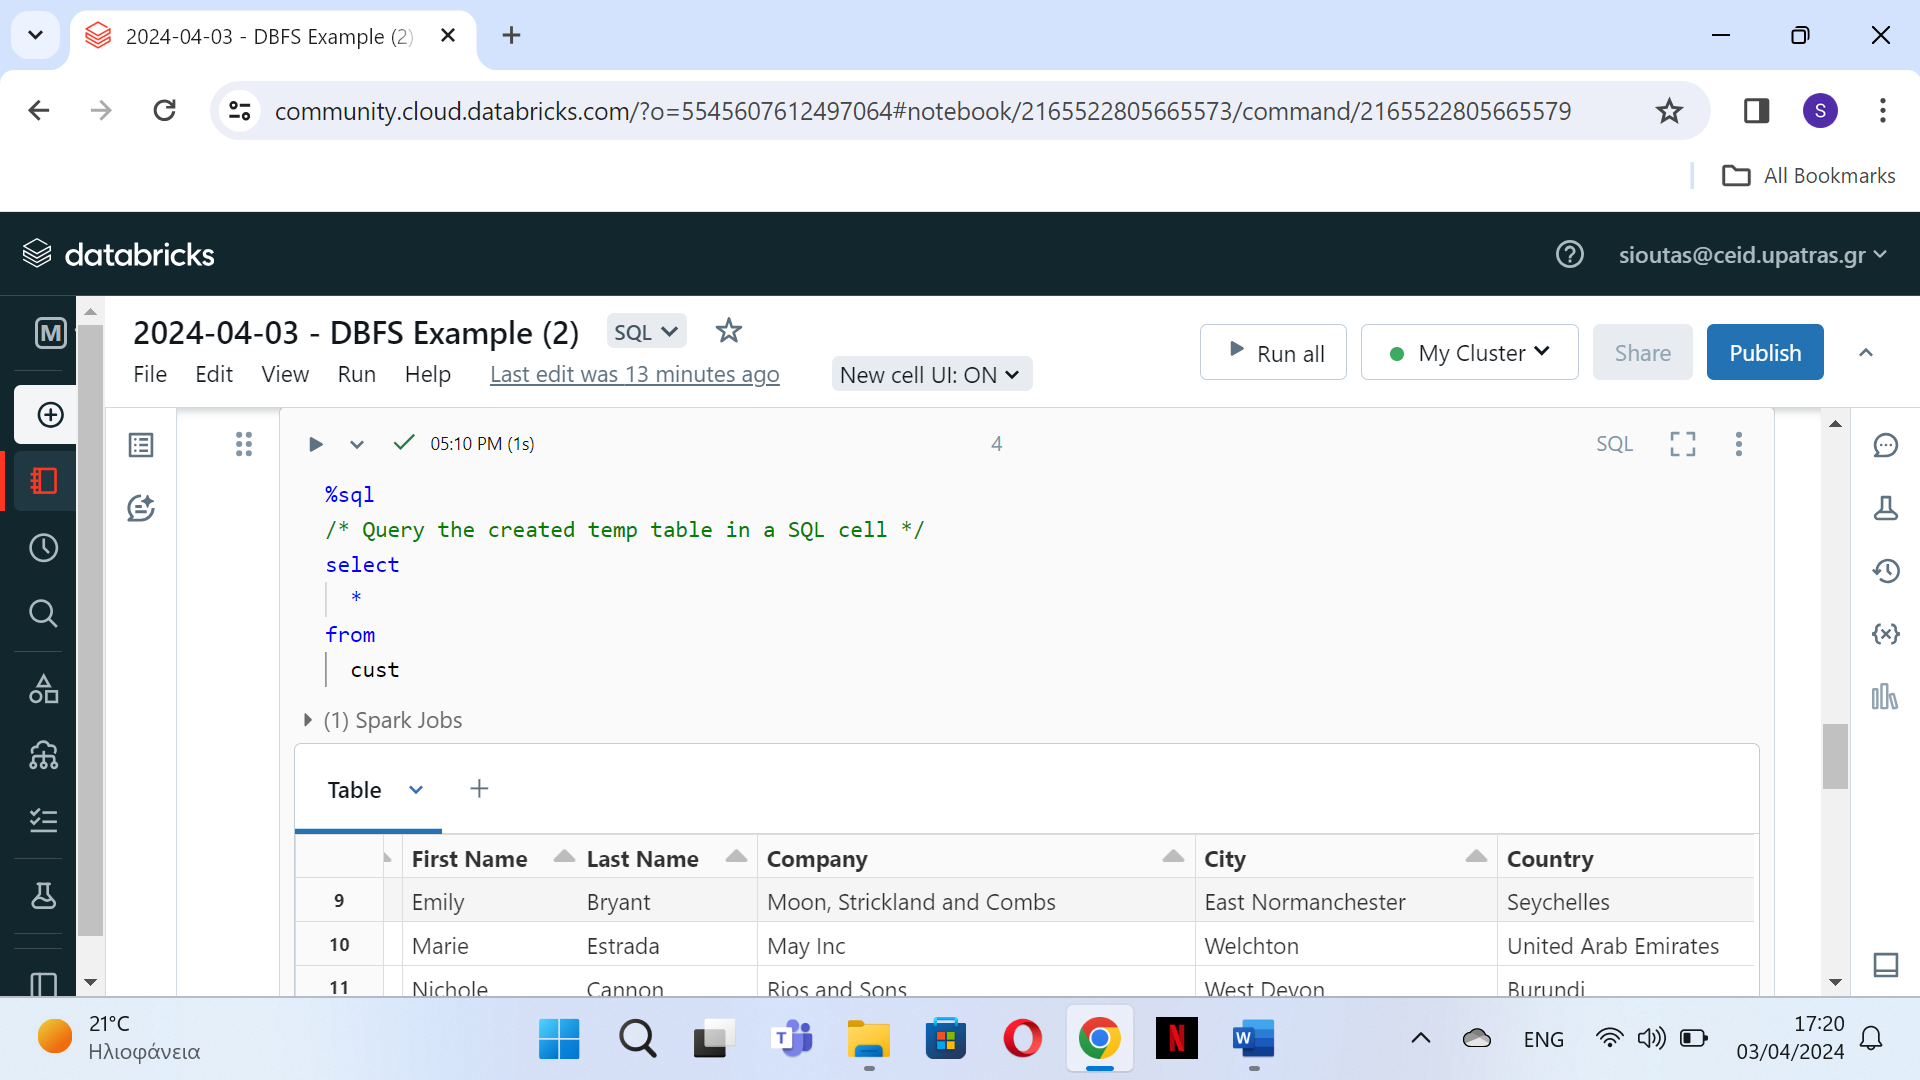 2024-04-03 - DBFS Example (2)
community.cloud.databricks.com/?o=5545607612497064#notebook/2165522805665573/command/2165522805665579
S
All Bookmarks
databricks
sioutas@ceid.upatras.gr
M
2024-04-03 - DBFS Example (2) SQL
Run all My Cluster Share Publish
File Edit View Run Help Last edit was 13 minutes ago New cell UI: ON
05:10 PM (1s) 4 SQL
%sql
/* Query the created temp table in a SQL cell */
select
*
from
cust
(1) Spark Jobs
Table +
First Name Last Name Company City Country
9 Emily Bryant Moon, Strickland and Combs East Normanchester Seychelles
10 Marie Estrada May Inc Welchton United Arab Emirates
11 Nichole Cannon Rios and Sons West Devon Burundi
21°C
Ηλιοφάνεια
T
N
W
ENG
17:20
03/04/2024